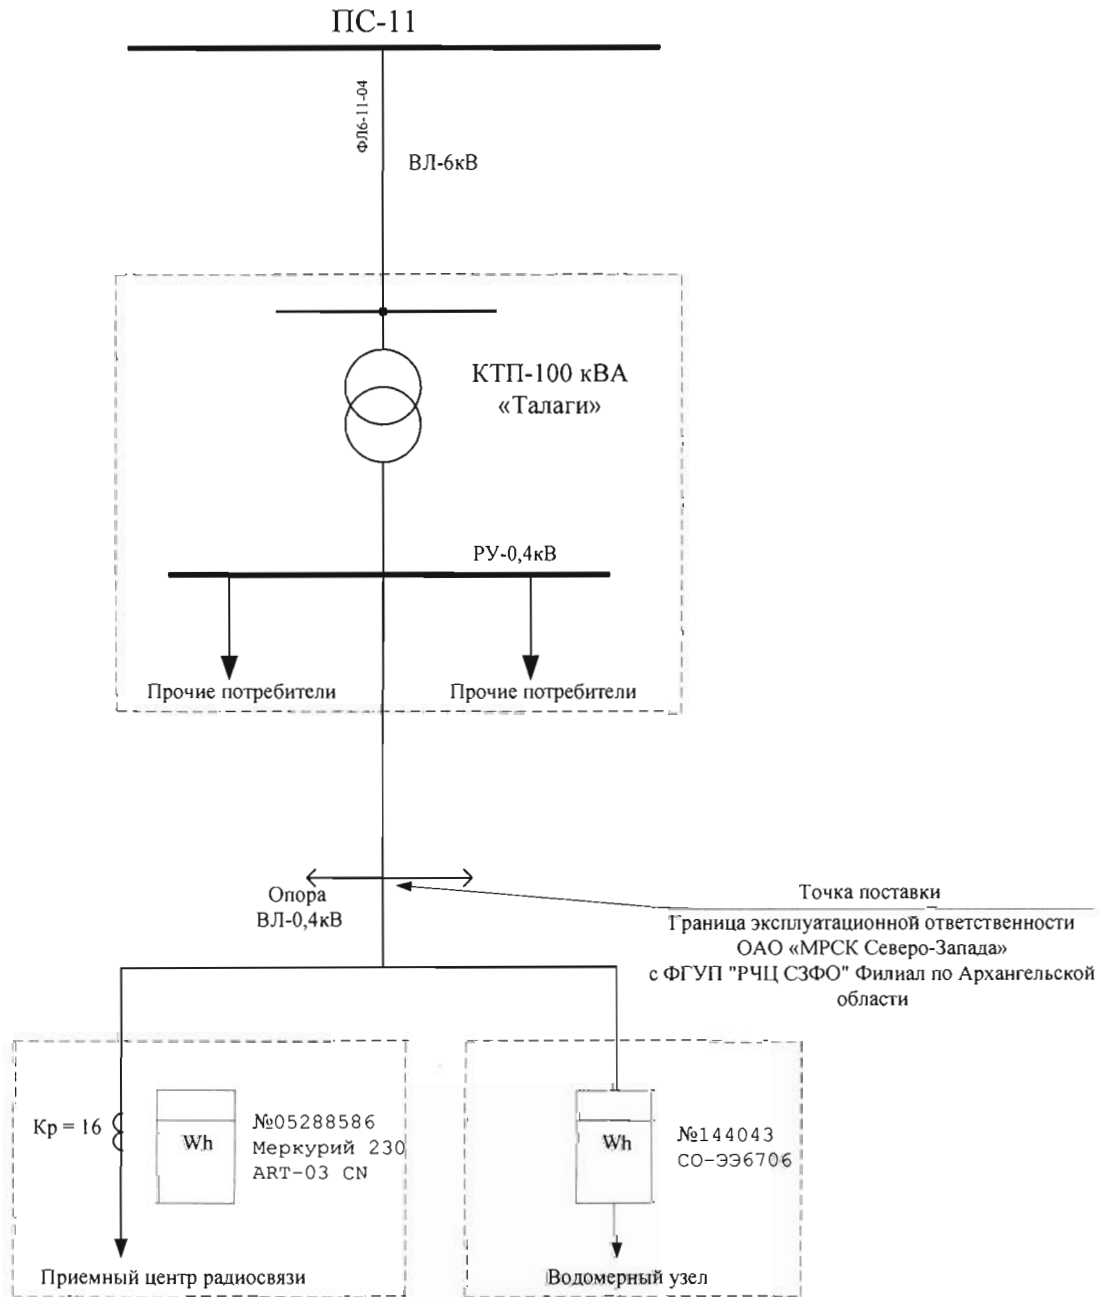 ПС-11
ФЛ6-11-04
ВЛ-6кВ
КТП-100 кВА
«Талаги»
РУ-0,4кВ
Прочие потребители
Прочие потребители
Опора
ВЛ-0,4кВ
Точка поставки
Граница эксплуатационной ответственности
ОАО «МРСК Северо-Запада»
с ФГУП "РЧЦ СЗФО" Филиал по Архангельской
области
Кр = 16
Wh
№05288586
Меркурий 230
ART-03 CN
Wh
№144043
СО-ЭЭ6706
Приемный центр радиосвязи
Водомерный узел